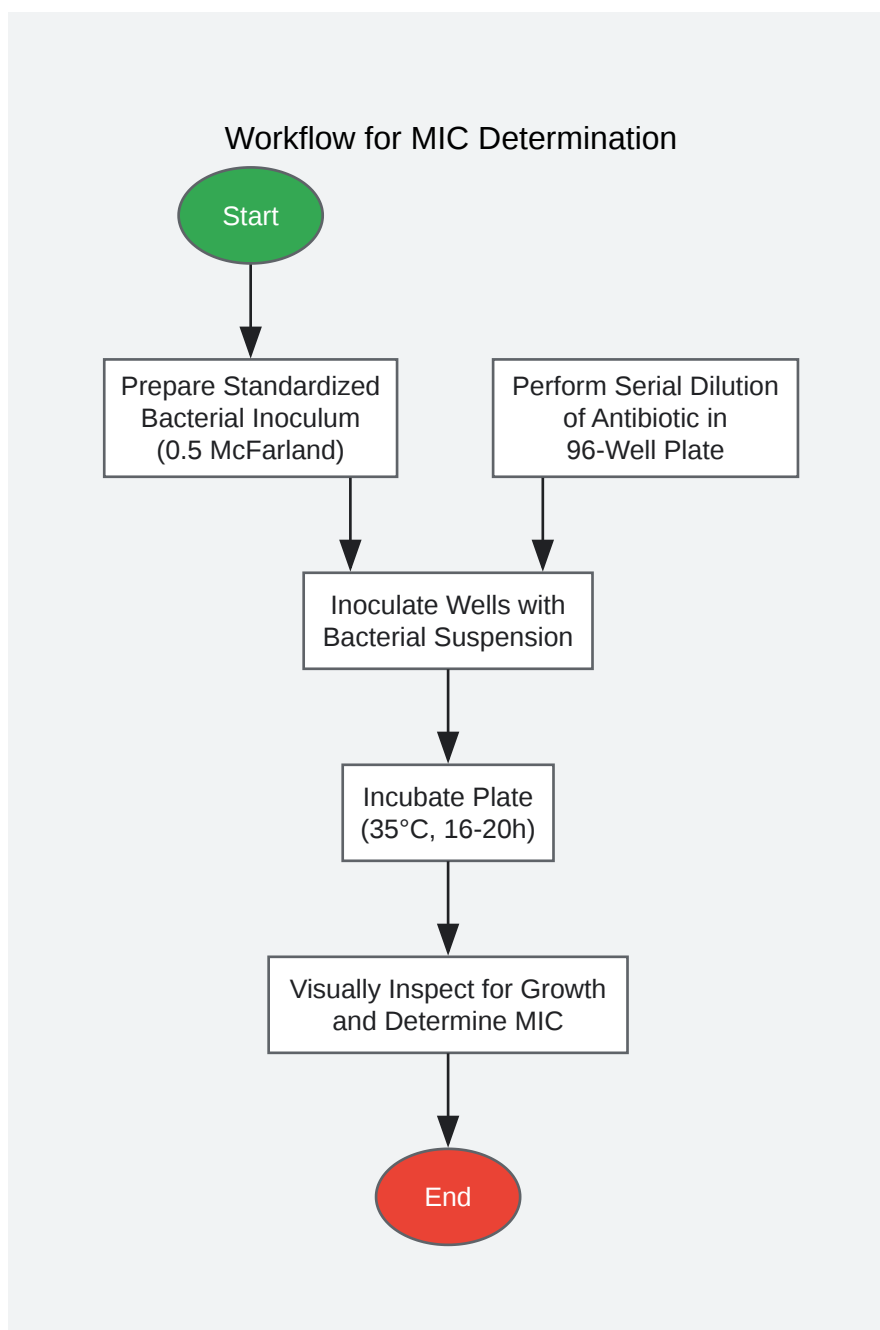 Workflow for MIC Determination
Start
Prepare Standardized
Bacterial Inoculum
(0.5 McFarland)
Perform Serial Dilution
of Antibiotic in
96-Well Plate
Inoculate Wells with
Bacterial Suspension
Incubate Plate
(35°C, 16-20h)
Visually Inspect for Growth
and Determine MIC
End